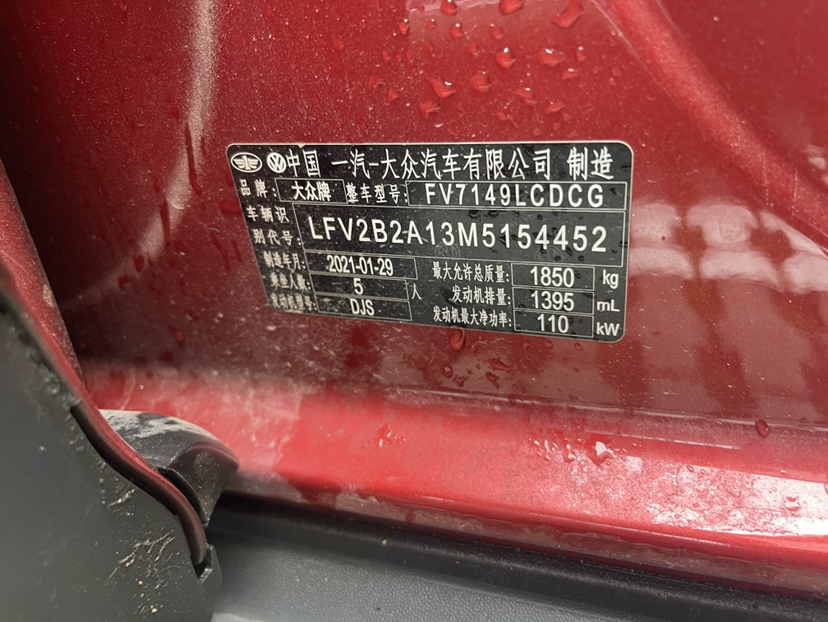 中国 一汽-大众汽车有限公司 制造
品牌: 大众牌 整车型号: FV7149LCDCG
车辆识别代号: LFV2B2A13M5154452
制造年月: 2021-01-29 最大允许总质量: 1850 kg
乘坐人数: 5 人 发动机排量: 1395 mL
发动机型号: DJS 发动机最大净功率: 110 kW